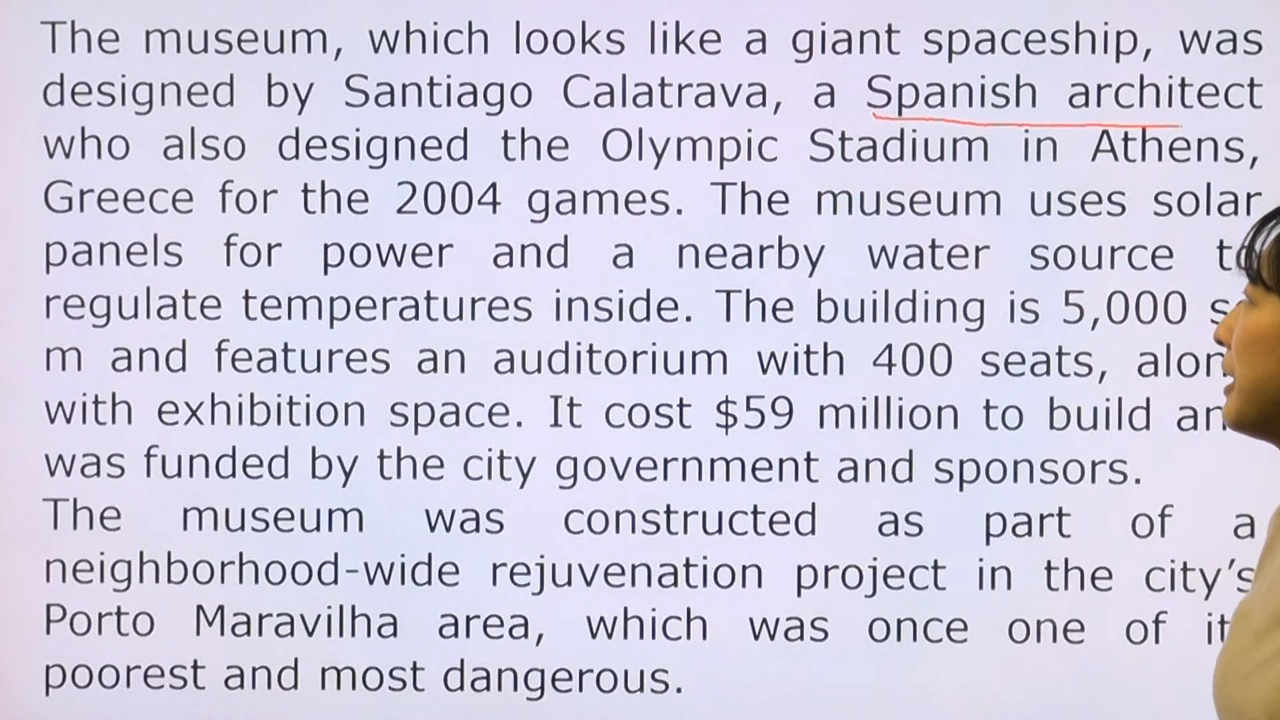 The museum, which looks like a giant spaceship, was
designed by Santiago Calatrava, a Spanish architect
who also designed the Olympic Stadium in Athens,
Greece for the 2004 games. The museum uses solar
panels for power and a nearby water source to
regulate temperatures inside. The building is 5,000
m and features an auditorium with 400 seats,
with exhibition space. It cost $59 million to build
was funded by the city government and sponsors.
The museum was constructed as part of a
neighborhood-wide rejuvenation project in the city's
Porto Maravilha area, which was once one of
poorest and most dangerous.